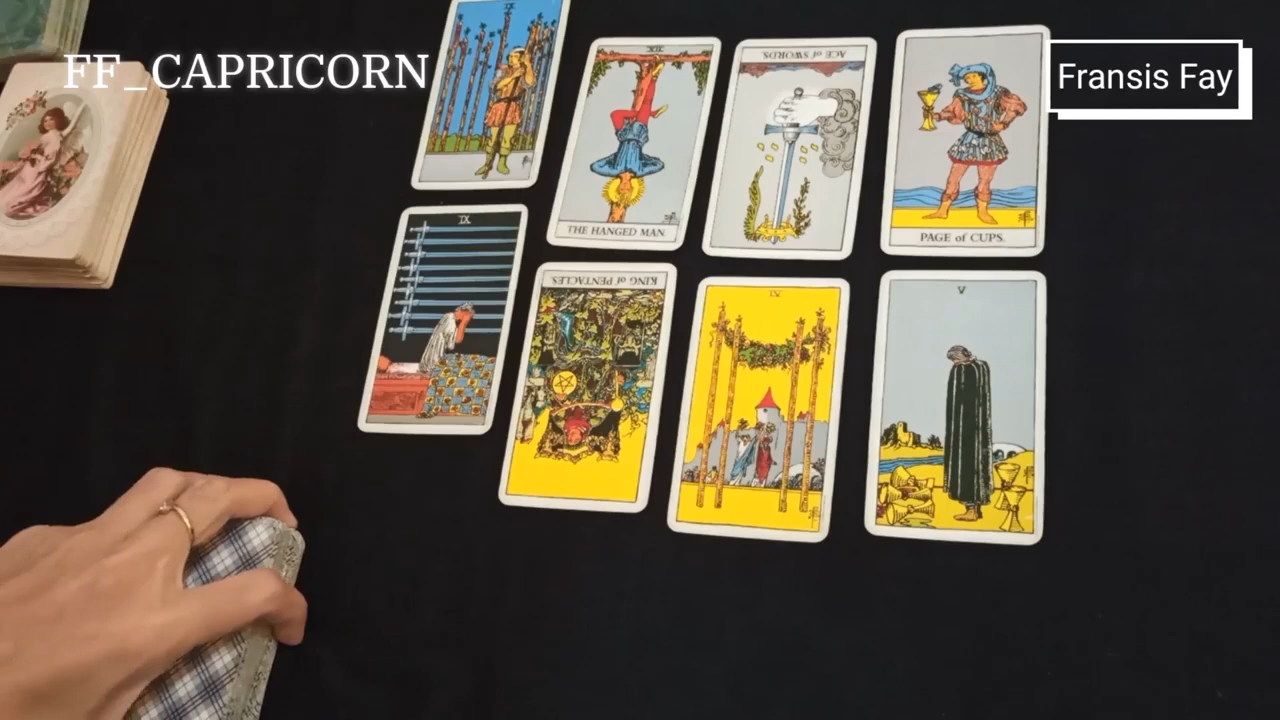 FF_CAPRICORN
Fransis Fay
IX
XII
THE HANGED MAN.
ACE of SWORDS.
PAGE of CUPS.
IX
KING of PENTACLES
IV
V